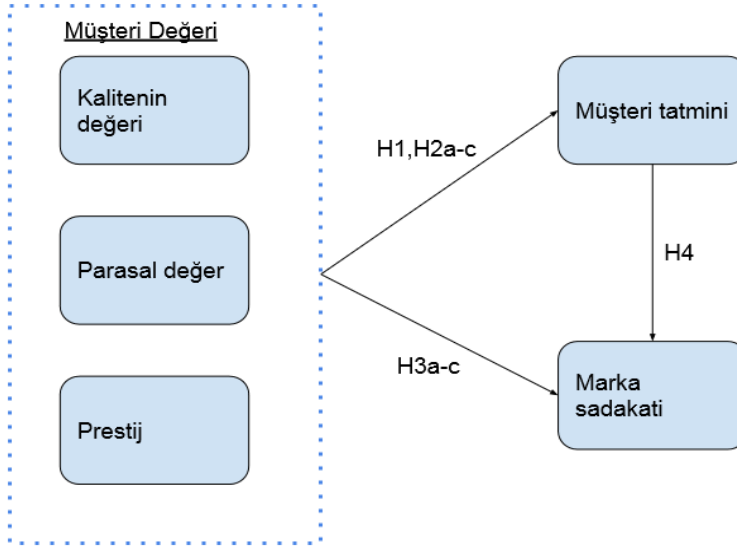 Müşteri Değeri
Kalitenin
değeri
Müşteri tatmini
H1,H2a-c
Parasal değer
H4
H3a-c
Marka
sadakati
Prestij